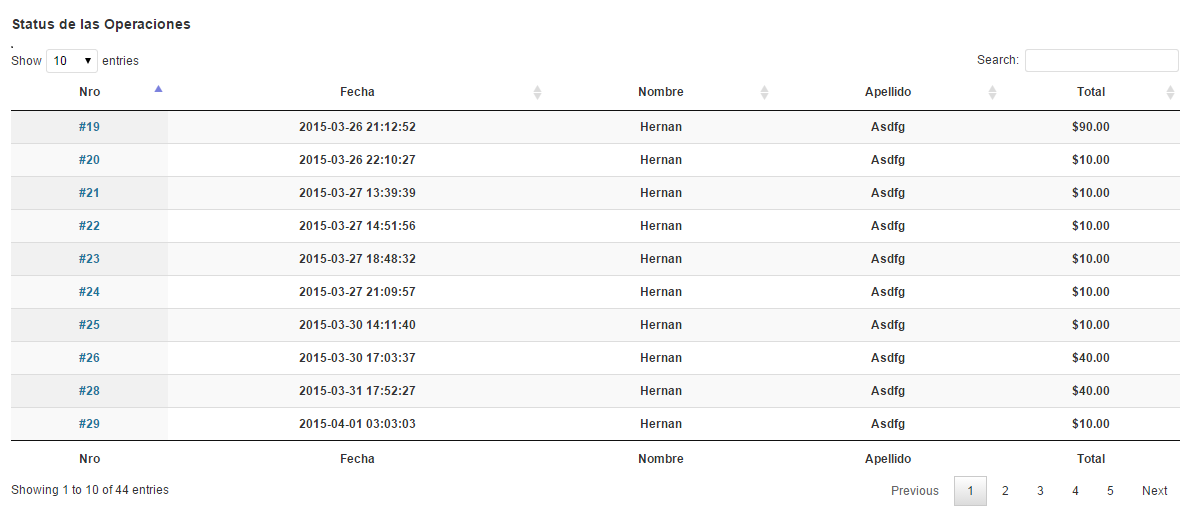 Status de las Operaciones
.
Show 10 entries Search:
Nro Fecha Nombre Apellido Total
#19 2015-03-26 21:12:52 Hernan Asdfg $90.00
#20 2015-03-26 22:10:27 Hernan Asdfg $10.00
#21 2015-03-27 13:39:39 Hernan Asdfg $10.00
#22 2015-03-27 14:51:56 Hernan Asdfg $10.00
#23 2015-03-27 18:48:32 Hernan Asdfg $10.00
#24 2015-03-27 21:09:57 Hernan Asdfg $10.00
#25 2015-03-30 14:11:40 Hernan Asdfg $10.00
#26 2015-03-30 17:03:37 Hernan Asdfg $40.00
#28 2015-03-31 17:52:27 Hernan Asdfg $40.00
#29 2015-04-01 03:03:03 Hernan Asdfg $10.00
Nro Fecha Nombre Apellido Total
Showing 1 to 10 of 44 entries Previous 1 2 3 4 5 Next